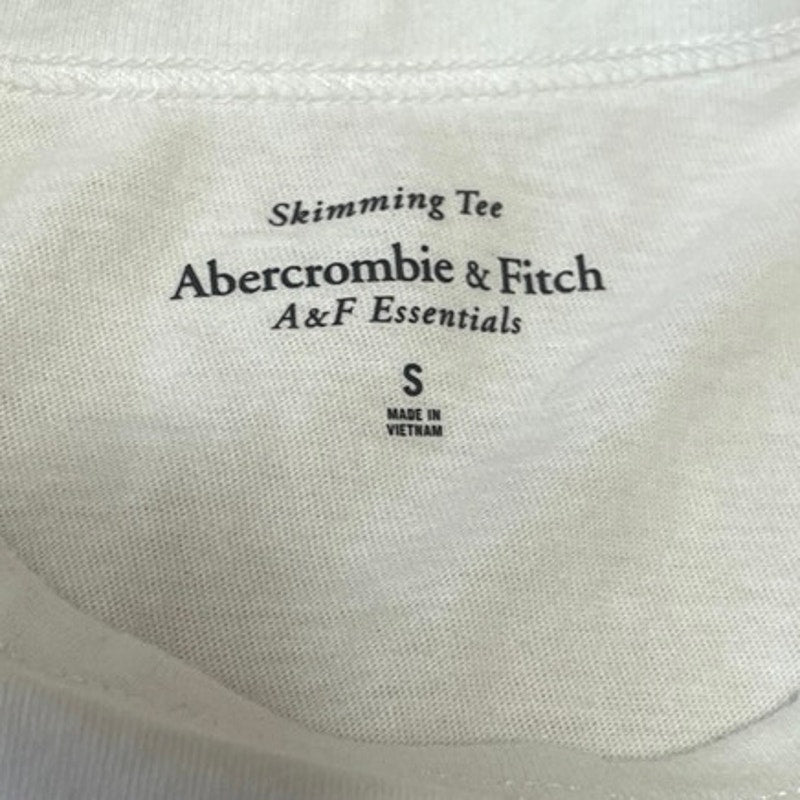 Skimming Tee
Abercrombie & Fitch
A&F Essentials
S
MADE IN
VIETNAM